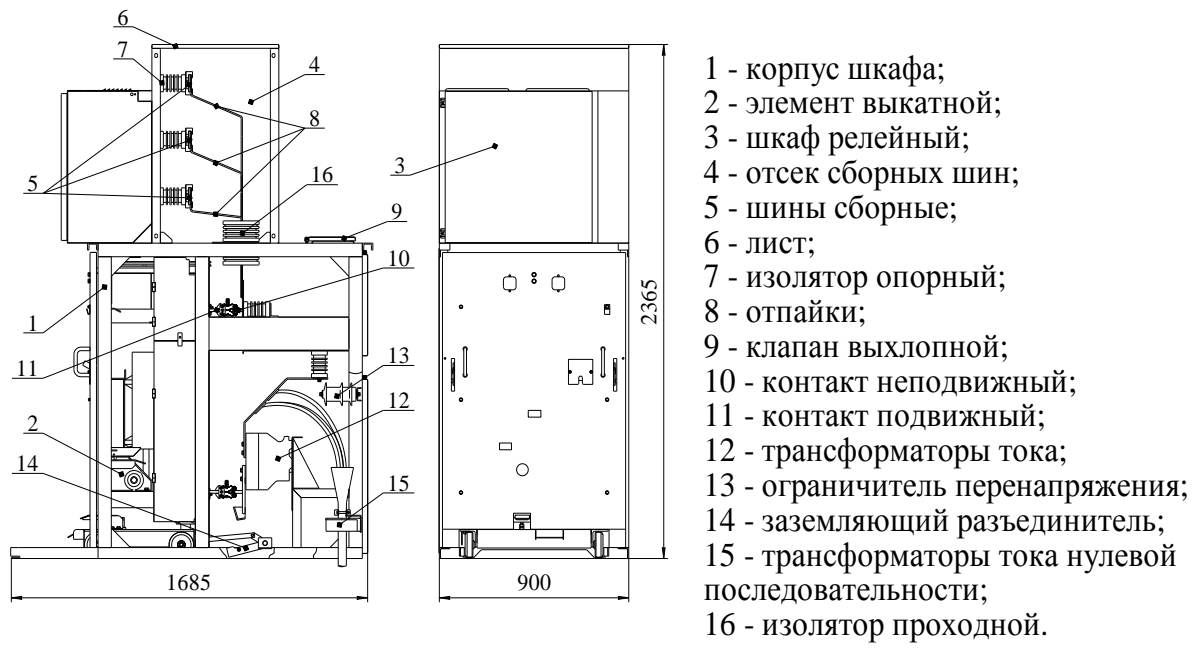 6
7
4
8
5
16
3
9
10
1
11
13
12
2
14
15
1685
900
2365
1 - корпус шкафа;
2 - элемент выкатной;
3 - шкаф релейный;
4 - отсек сборных шин;
5 - шины сборные;
6 - лист;
7 - изолятор опорный;
8 - отпайки;
9 - клапан выхлопной;
10 - контакт неподвижный;
11 - контакт подвижный;
12 - трансформаторы тока;
13 - ограничитель перенапряжения;
14 - заземляющий разъединитель;
15 - трансформаторы тока нулевой
последовательности;
16 - изолятор проходной.